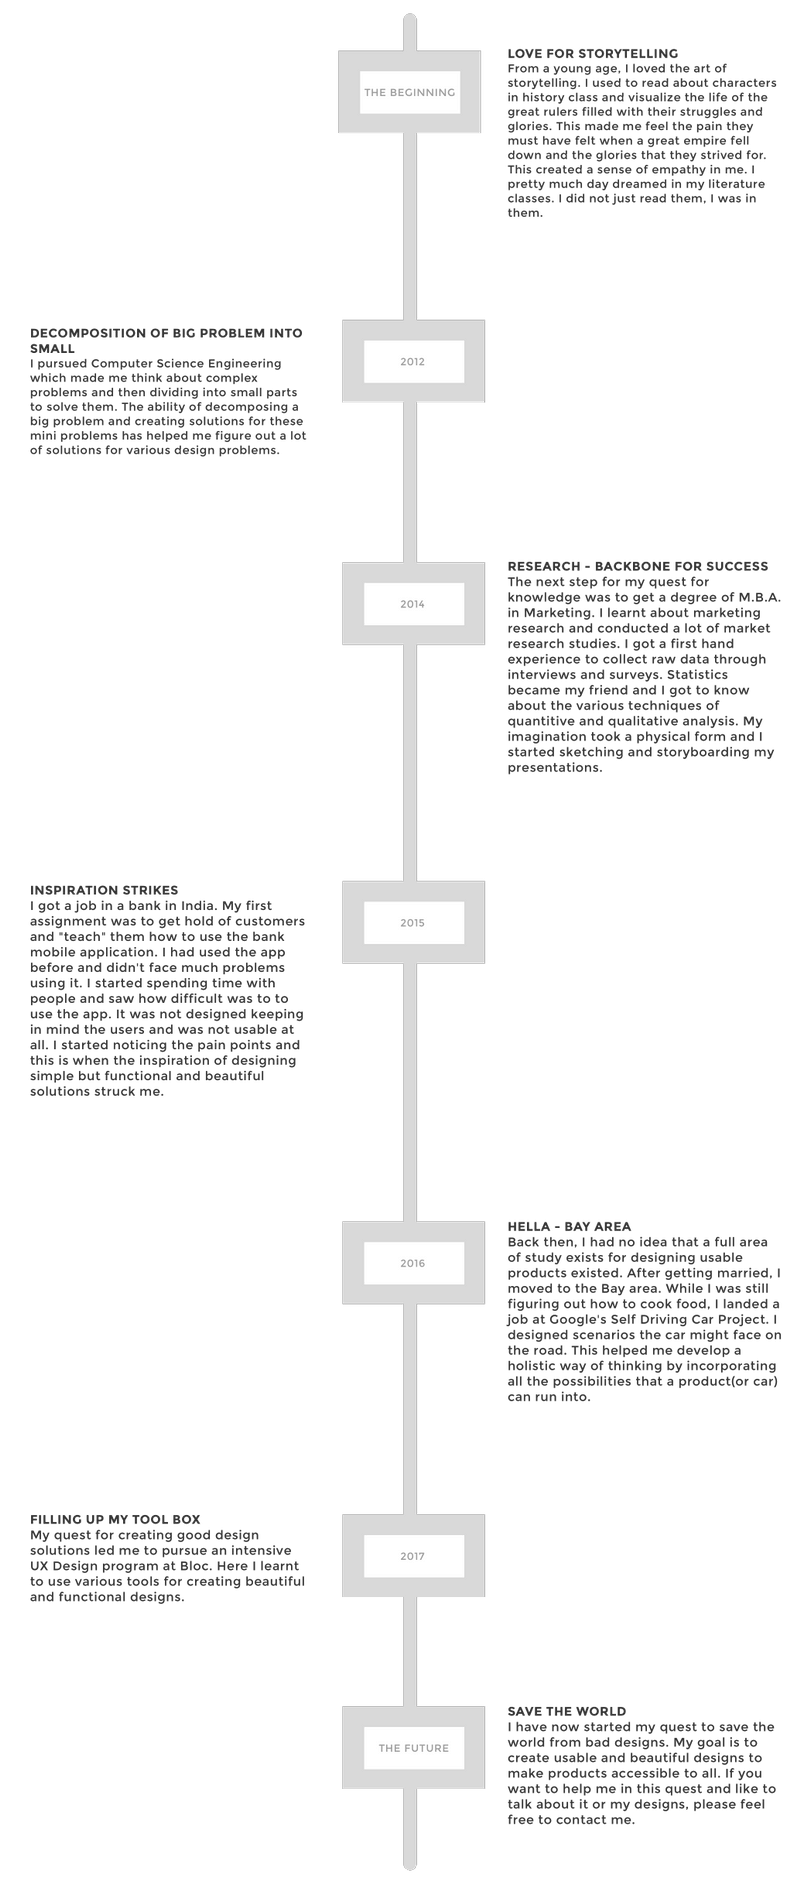 THE BEGINNING
LOVE FOR STORYTELLING
From a young age, I loved the art of
storytelling. I used to read about characters
in history class and visualize the life of the
great rulers filled with their struggles and
glories. This made me feel the pain they
must have felt when a great empire fell
down and the glories that they strived for.
This created a sense of empathy in me. I
pretty much day dreamed in my literature
classes. I did not just read them, I was in
them.
2012
DECOMPOSITION OF BIG PROBLEM INTO
SMALL
I pursued Computer Science Engineering
which made me think about complex
problems and then dividing into small parts
to solve them. The ability of decomposing a
big problem and creating solutions for these
mini problems has helped me figure out a lot
of solutions for various design problems.
2014
RESEARCH - BACKBONE FOR SUCCESS
The next step for my quest for
knowledge was to get a degree of M.B.A.
in Marketing. I learnt about marketing
research and conducted a lot of market
research studies. I got a first hand
experience to collect raw data through
interviews and surveys. Statistics
became my friend and I got to know
about the various techniques of
quantitive and qualitative analysis. My
imagination took a physical form and I
started sketching and storyboarding my
presentations.
2015
INSPIRATION STRIKES
I got a job in a bank in India. My first
assignment was to get hold of customers
and "teach" them how to use the bank
mobile application. I had used the app
before and didn't face much problems
using it. I started spending time with
people and saw how difficult was to to
use the app. It was not designed keeping
in mind the users and was not usable at
all. I started noticing the pain points and
this is when the inspiration of designing
simple but functional and beautiful
solutions struck me.
2016
HELLA - BAY AREA
Back then, I had no idea that a full area
of study exists for designing usable
products existed. After getting married, I
moved to the Bay area. While I was still
figuring out how to cook food, I landed a
job at Google's Self Driving Car Project. I
designed scenarios the car might face on
the road. This helped me develop a
holistic way of thinking by incorporating
all the possibilities that a product(or car)
can run into.
2017
FILLING UP MY TOOL BOX
My quest for creating good design
solutions led me to pursue an intensive
UX Design program at Bloc. Here I learnt
to use various tools for creating beautiful
and functional designs.
THE FUTURE
SAVE THE WORLD
I have now started my quest to save the
world from bad designs. My goal is to
create usable and beautiful designs to
make products accessible to all. If you
want to help me in this quest and like to
talk about it or my designs, please feel
free to contact me.